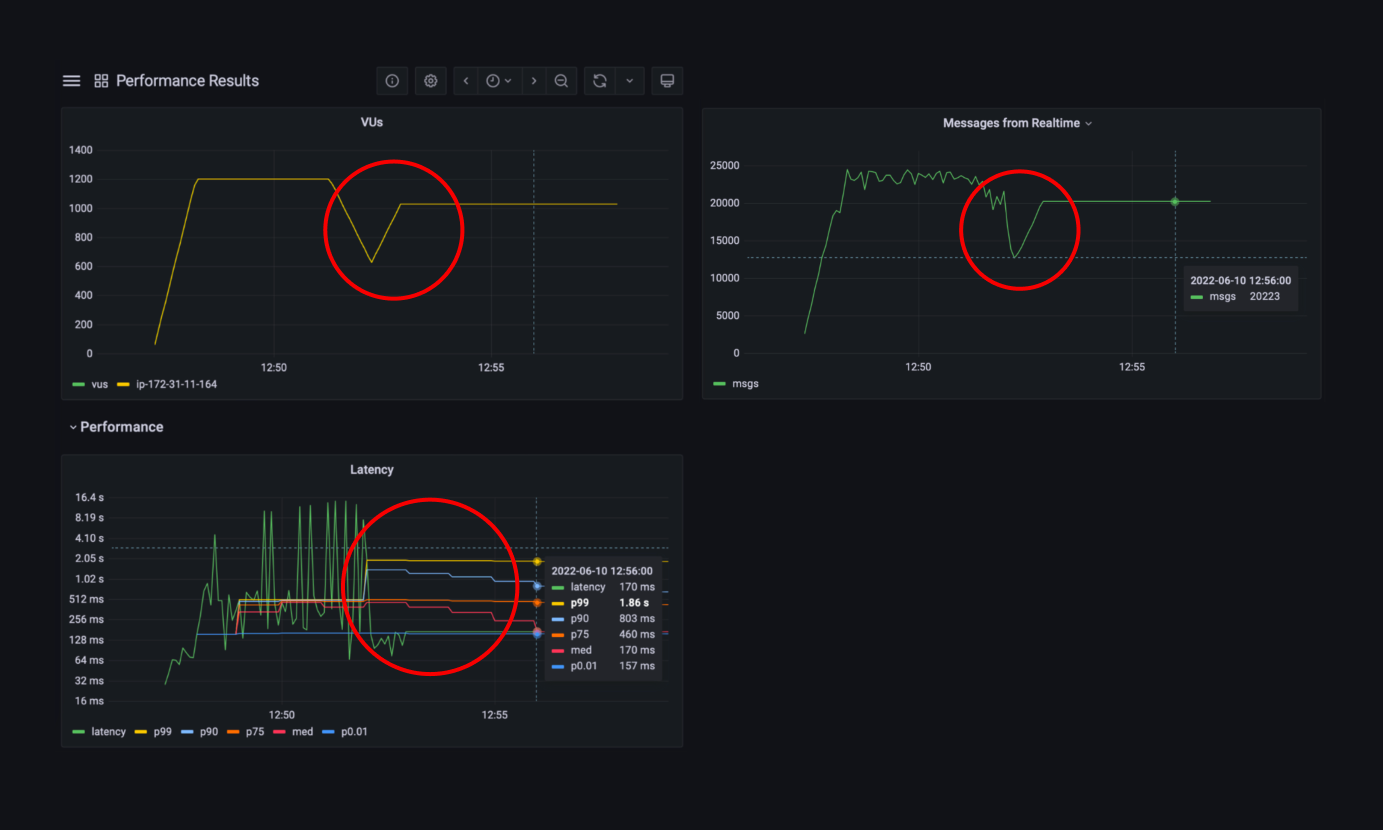 Performance Results
VUs
1400
1200
1000
800
600
400
200
0
12:50 12:55
vus ip-172-31-11-164
Messages from Realtime
25000
20000
15000
10000
5000
0
12:50 12:55
2022-06-10 12:56:00
msgs 20223
msgs
Performance
Latency
16.4 s
8.19 s
4.10 s
2.05 s
1.02 s
512 ms
256 ms
128 ms
64 ms
32 ms
16 ms
12:50 12:55
2022-06-10 12:56:00
latency 170 ms
p99 1.86 s
p90 803 ms
p75 460 ms
med 170 ms
p0.01 157 ms
latency p99 p90 p75 med p0.01